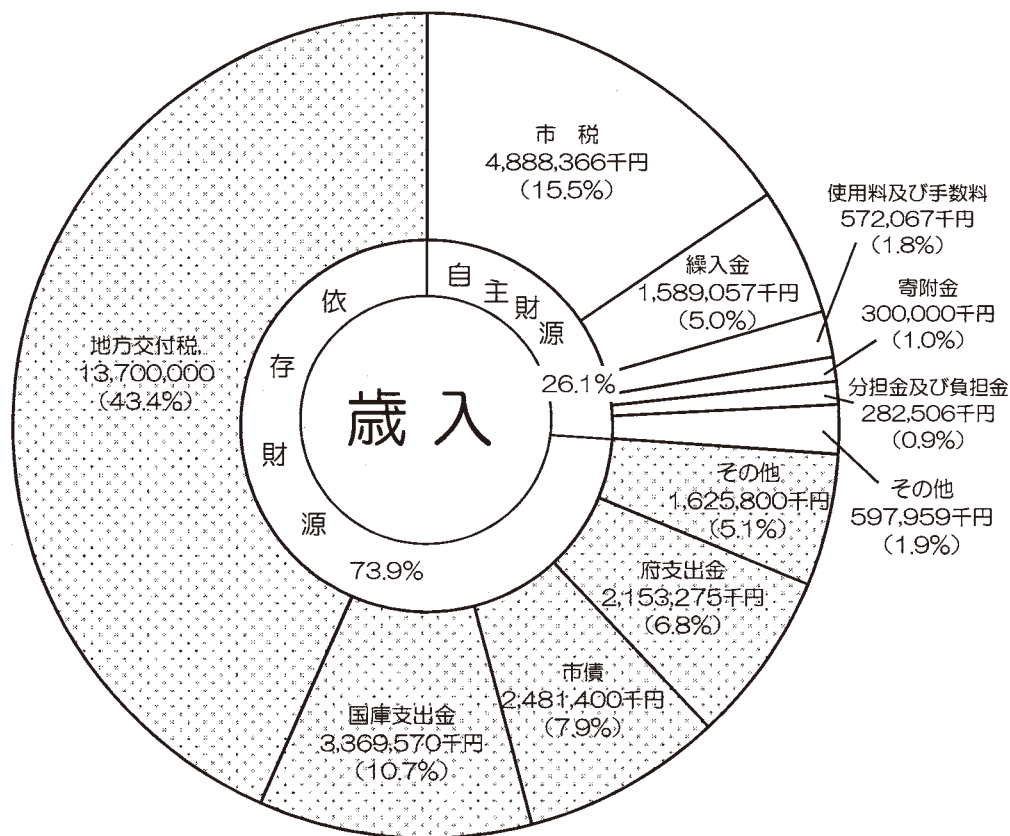 歳入
自主財源
26.1%
依存財源
73.9%
市 税
4,888,366千円
(15.5%)
繰入金
1,589,057千円
(5.0%)
使用料及び手数料
572,067千円
(1.8%)
寄附金
300,000千円
(1.0%)
分担金及び負担金
282,506千円
(0.9%)
その他
597,959千円
(1.9%)
その他
1,625,800千円
(5.1%)
府支出金
2,153,275千円
(6.8%)
市債
2,481,400千円
(7.9%)
国庫支出金
3,369,570千円
(10.7%)
地方交付税
13,700,000
(43.4%)